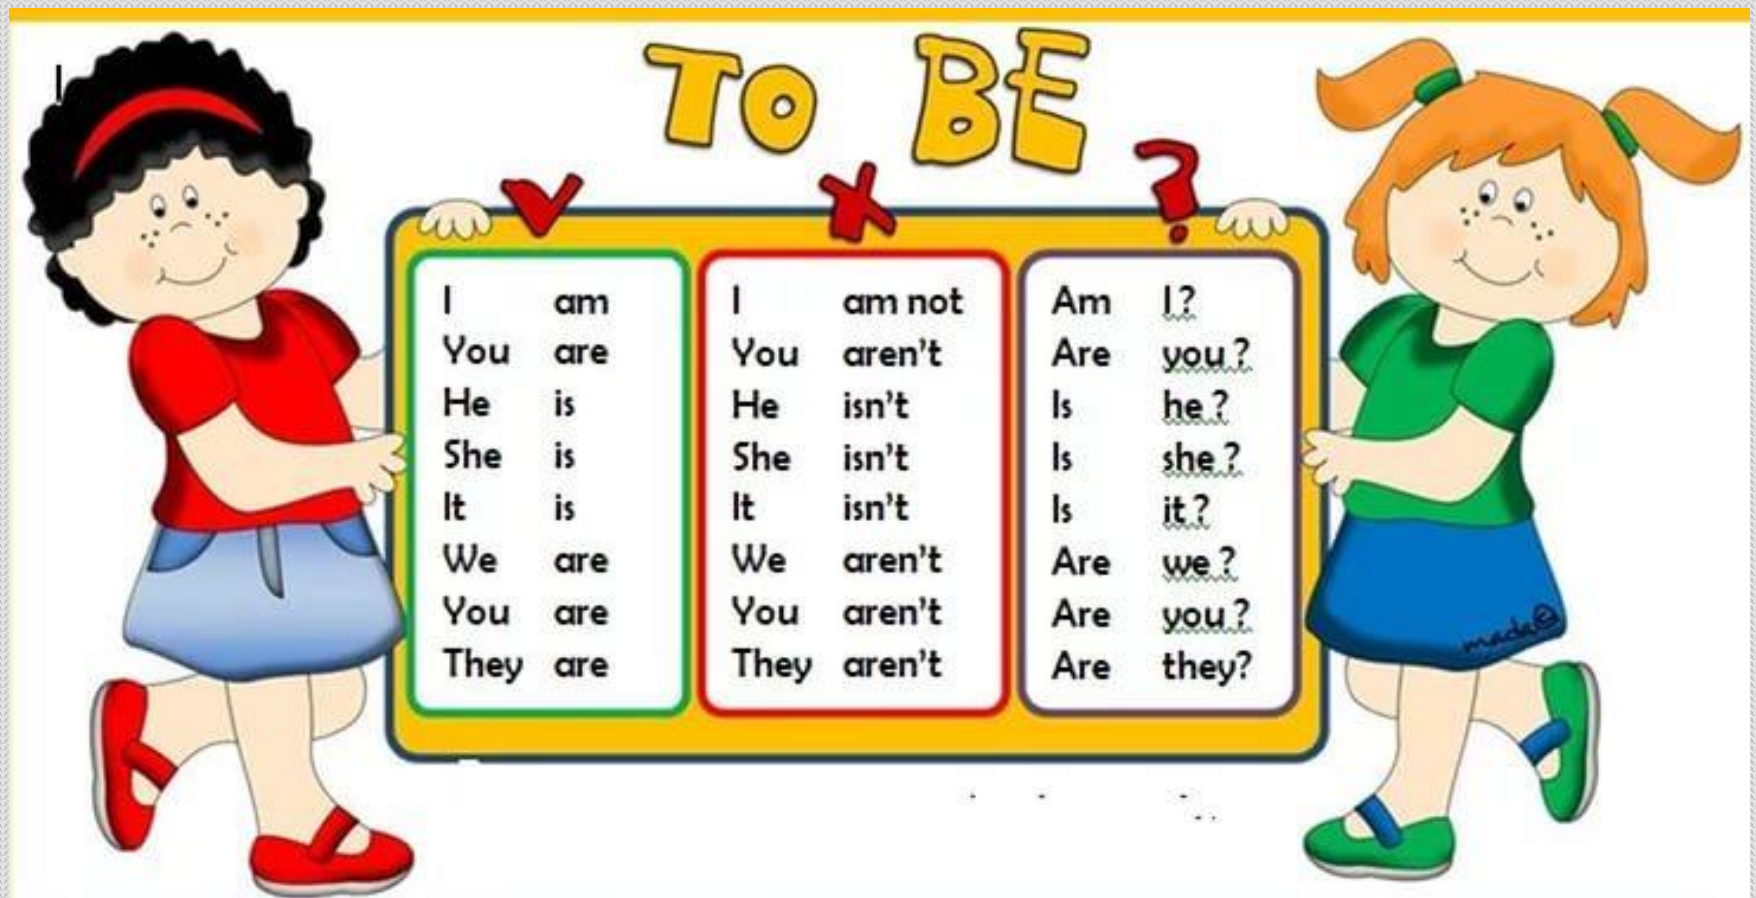 TO BE
I am
You are
He is
She is
It is
We are
You are
They are
I am not
You aren't
He isn't
She isn't
It isn't
We aren't
You aren't
They aren't
Am I ?
Are you ?
Is he ?
Is she ?
Is it ?
Are we ?
Are you ?
Are they?
mada©